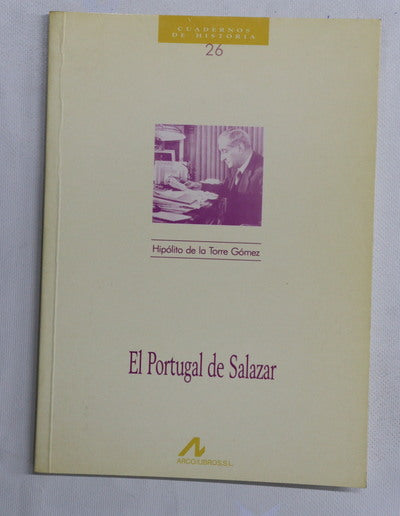 CUADERNOS
DE HISTORIA
26
Hipólito de la Torre Gómez
El Portugal de Salazar
ARCO/LIBROS, S.L.